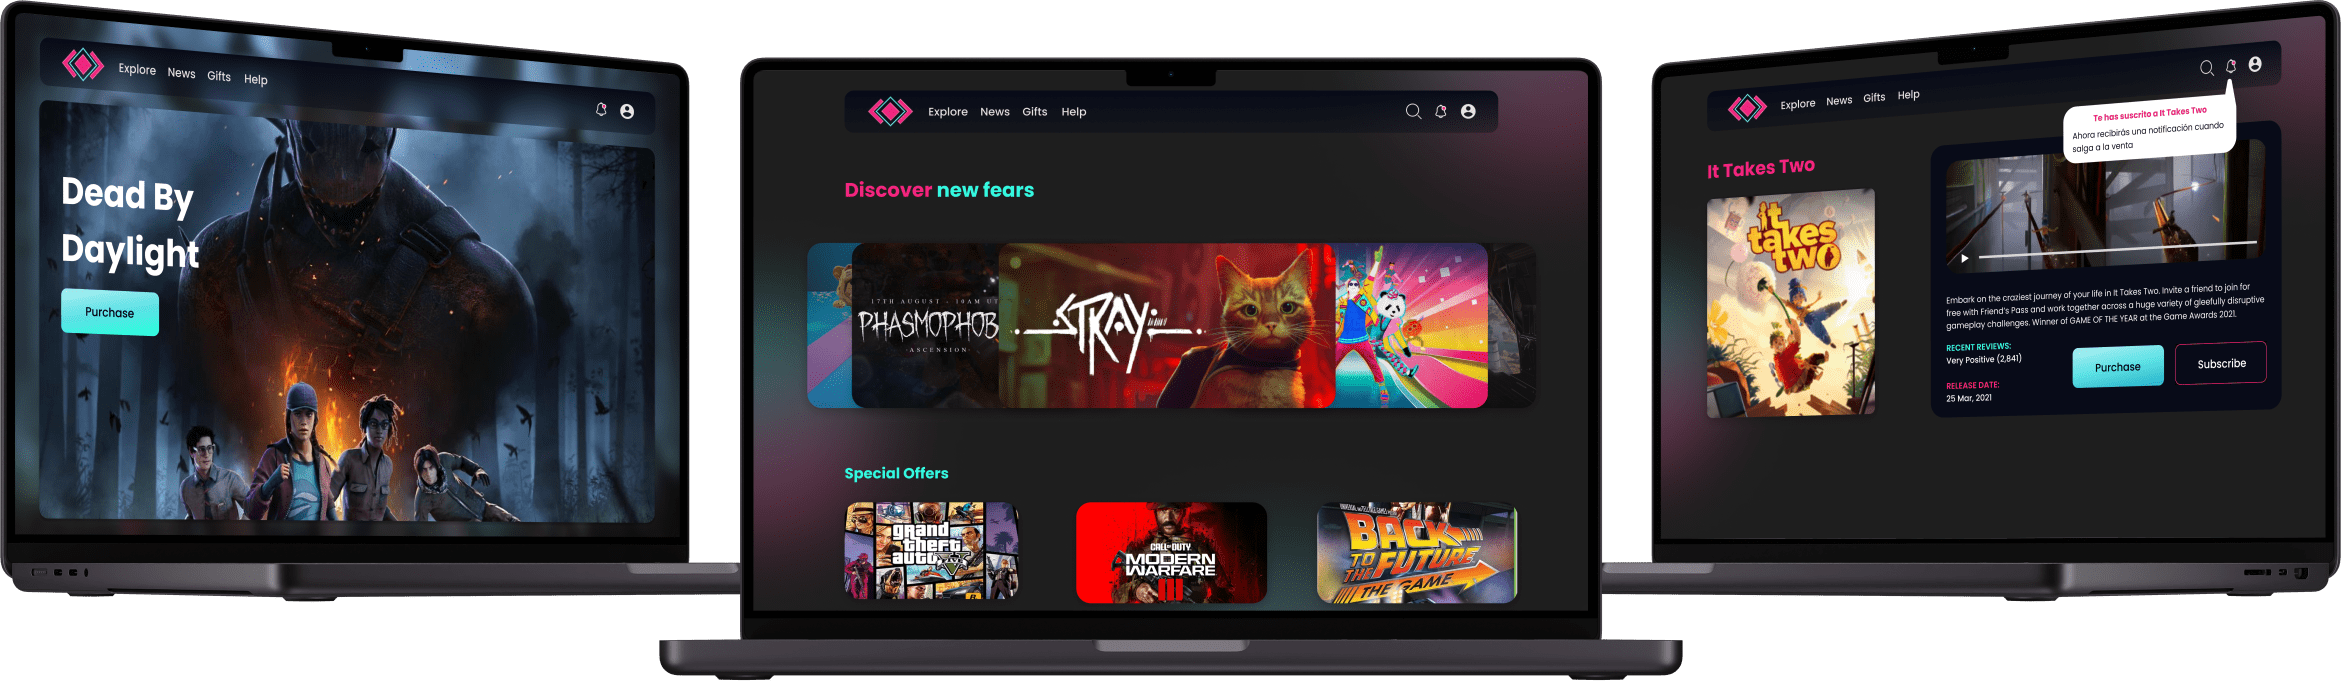 Explore News Gifts Help
Dead By
Daylight
Purchase
Explore News Gifts Help
Discover new fears
17TH AUGUST - 10AM UT
PHASMOPHOB
ASCENSION
STRAY
Special Offers
grand
theft
auto V
CALL OF DUTY
MODERN
WARFARE
III
BACK
TO THE FUTURE
THE GAME
Explore News Gifts Help
Te has suscrito a It Takes Two
Ahora recibirás una notificación cuando
salga a la venta
It Takes Two
it
takes
two
Embark on the craziest journey of your life in It Takes Two. Invite a friend to join for
free with Friend's Pass and work together across a huge variety of gleefully disruptive
gameplay challenges. Winner of GAME OF THE YEAR at the Game Awards 2021.
RECENT REVIEWS:
Very Positive (2,841)
RELEASE DATE:
25 Mar, 2021
Purchase
Subscribe